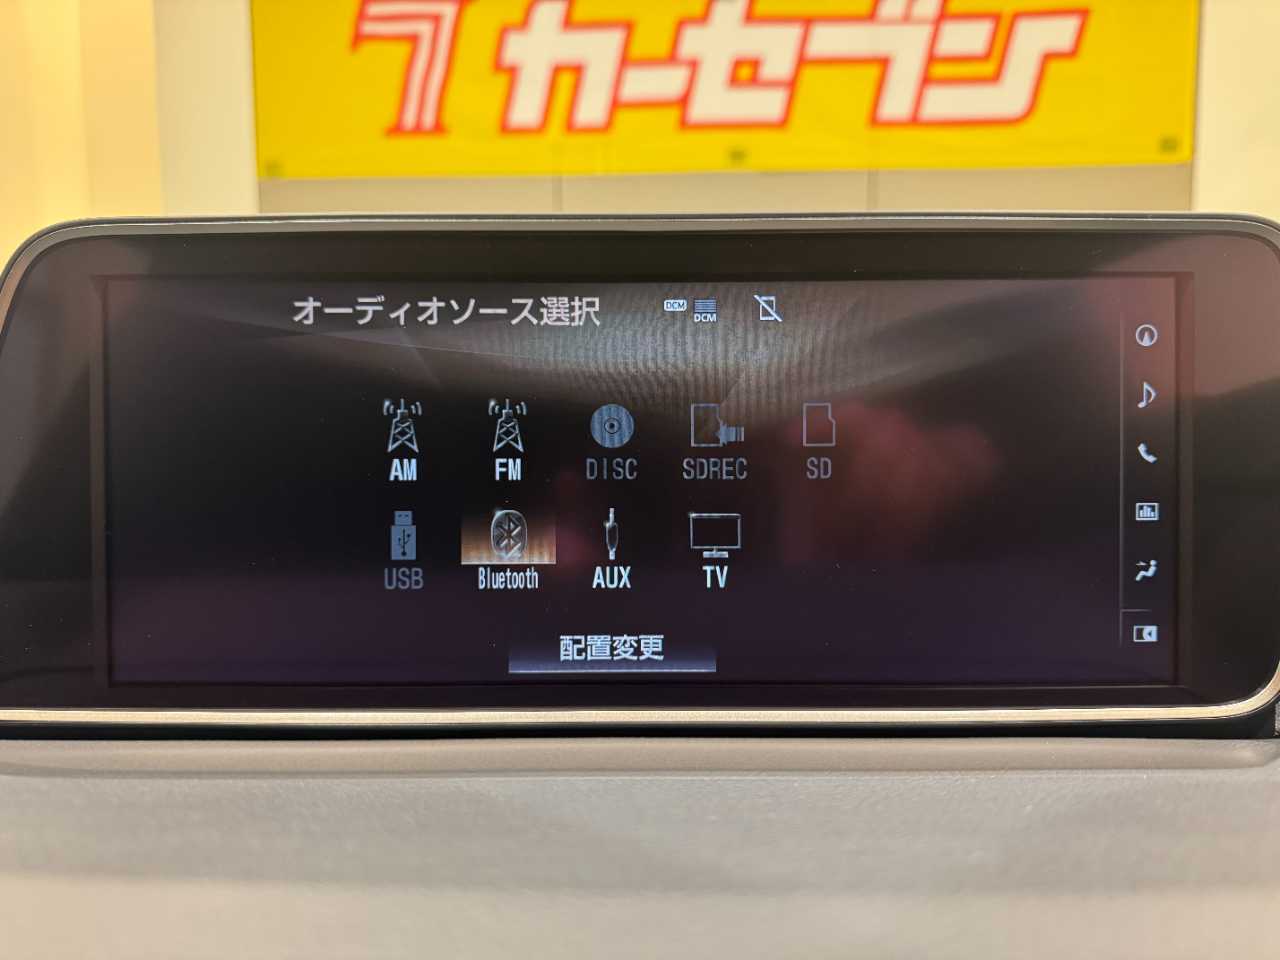 7 カーセブン
オーディオソース選択 DCM DCM
AM FM DISC SDREC SD
USB Bluetooth AUX TV
配置変更